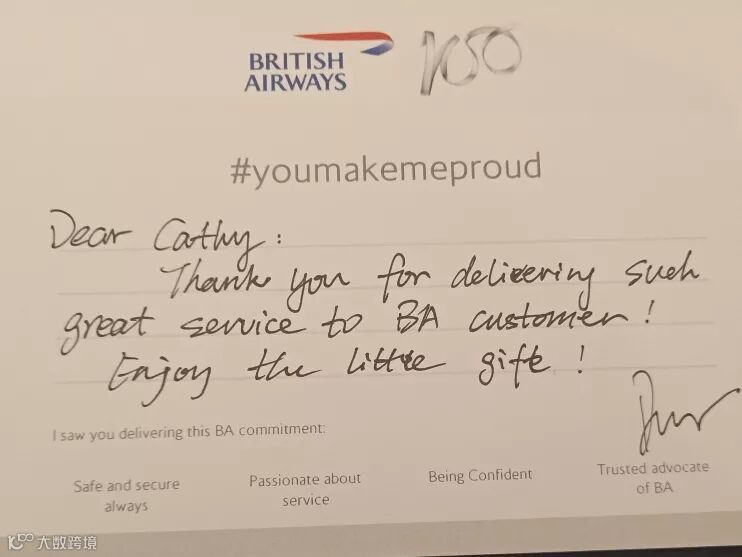 BRITISH
AIRWAYS
#youmakemeproud
Dear Cathy:
Thank you for delivering such
great service to BA customer!
Enjoy the little gift!
I saw you delivering this BA commitment:
Safe and secure
always
Passionate about
service
Being Confident
Trusted advocate
of BA
大数跨境